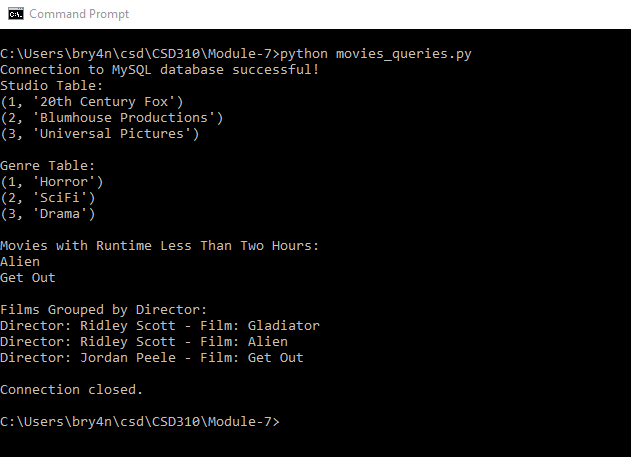 Command Prompt
C:\Users\bry4n\csd\CSD310\Module-7>python movies_queries.py
Connection to MySQL database successful!
Studio Table:
(1, '20th Century Fox')
(2, 'Blumhouse Productions')
(3, 'Universal Pictures')
Genre Table:
(1, 'Horror')
(2, 'SciFi')
(3, 'Drama')
Movies with Runtime Less Than Two Hours:
Alien
Get Out
Films Grouped by Director:
Director: Ridley Scott - Film: Gladiator
Director: Ridley Scott - Film: Alien
Director: Jordan Peele - Film: Get Out
Connection closed.
C:\Users\bry4n\csd\CSD310\Module-7>